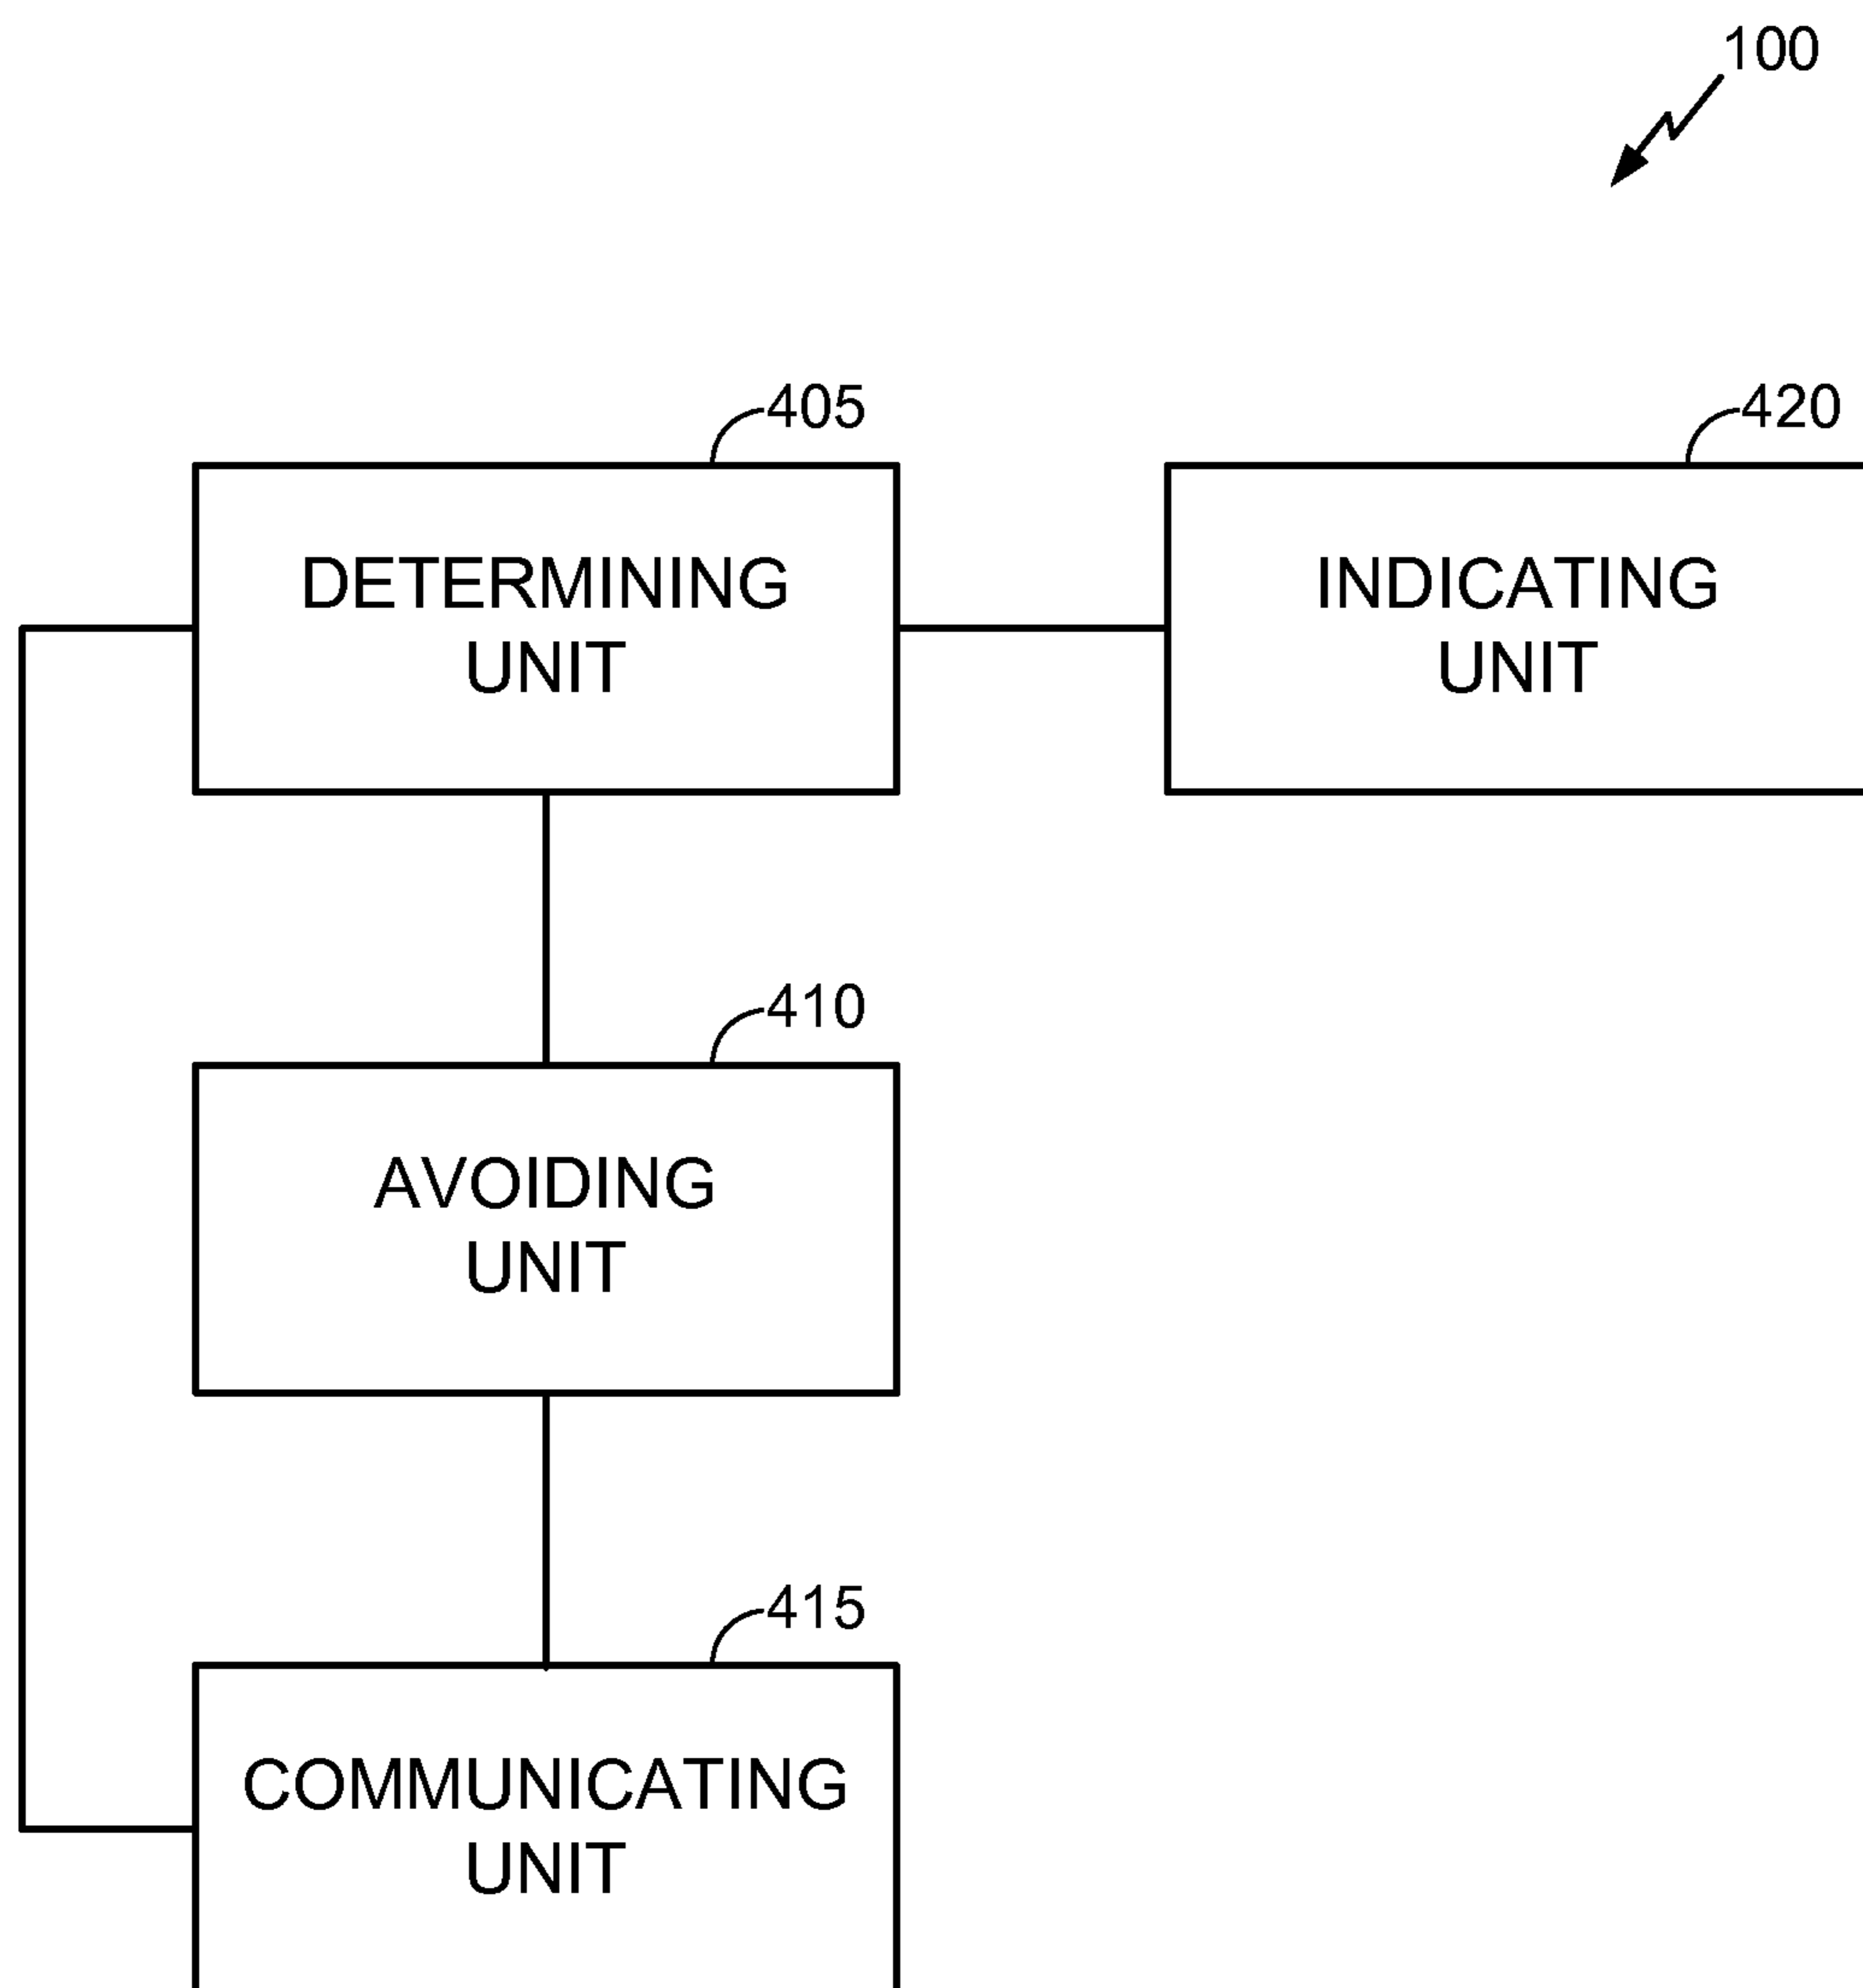 100
405
420
DETERMINING
UNIT
INDICATING
UNIT
410
AVOIDING
UNIT
415
COMMUNICATING
UNIT